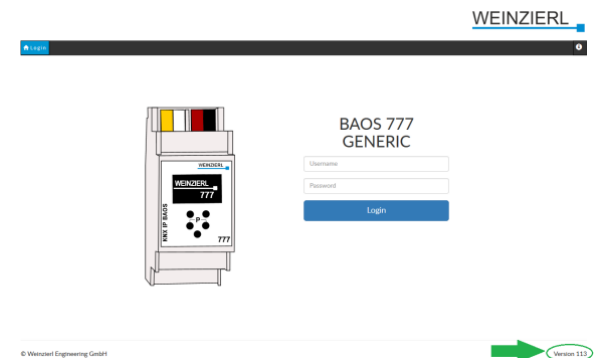 WEINZIERL
Login
BAOS 777
GENERIC
Username
Password
Login
WEINZIERL
WEINZIERL
777
KNX IP BAOS
P
777
© Weinzierl Engineering GmbH
Version 113